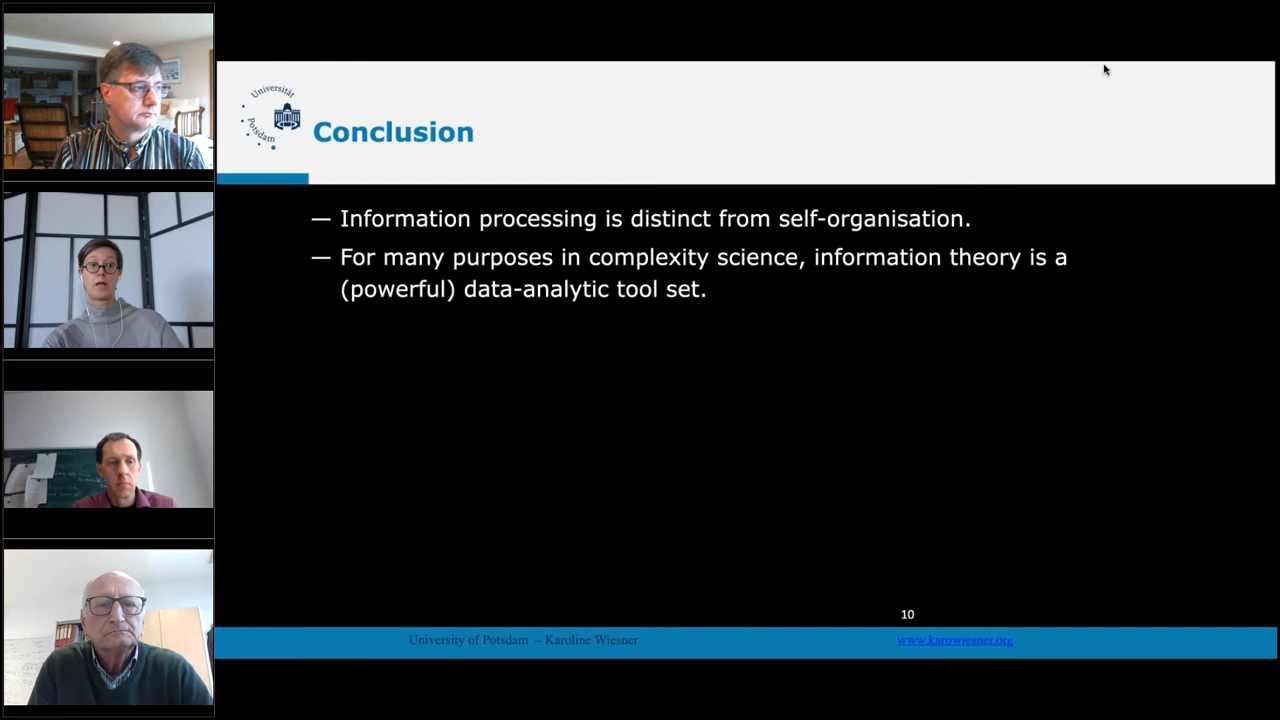 Universität
Potsdam
Conclusion
— Information processing is distinct from self-organisation.
— For many purposes in complexity science, information theory is a
(powerful) data-analytic tool set.
10
University of Potsdam – Karoline Wiesner
www.karowiesner.org